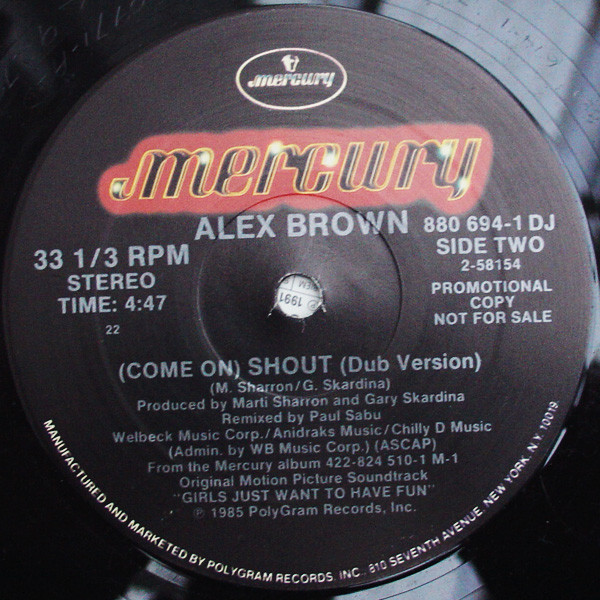 mercury
mercury
ALEX BROWN
880 694-1 DJ
SIDE TWO
2-58154
PROMOTIONAL
COPY
NOT FOR SALE
33 1/3 RPM
STEREO
TIME: 4:47
22
1991
(COME ON) SHOUT (Dub Version)
(M. Sharron/G. Skardina)
Produced by Marti Sharron and Gary Skardina
Remixed by Paul Sabu
Welbeck Music Corp./Anidraks Music/Chilly D Music
(Admin. by WB Music Corp.) (ASCAP)
From the Mercury album 422-824 510-1 M-1
Original Motion Picture Soundtrack
"GIRLS JUST WANT TO HAVE FUN"
℗ 1985 PolyGram Records, Inc.
MANUFACTURED AND MARKETED BY POLYGRAM RECORDS, INC., 810 SEVENTH AVENUE, NEW YORK, N.Y. 10019